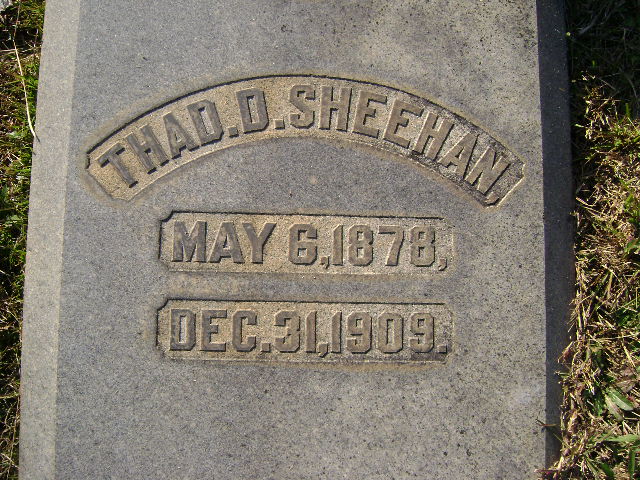 THAD. D. SHEEHAN
MAY 6, 1878,
DEC. 31, 1909.